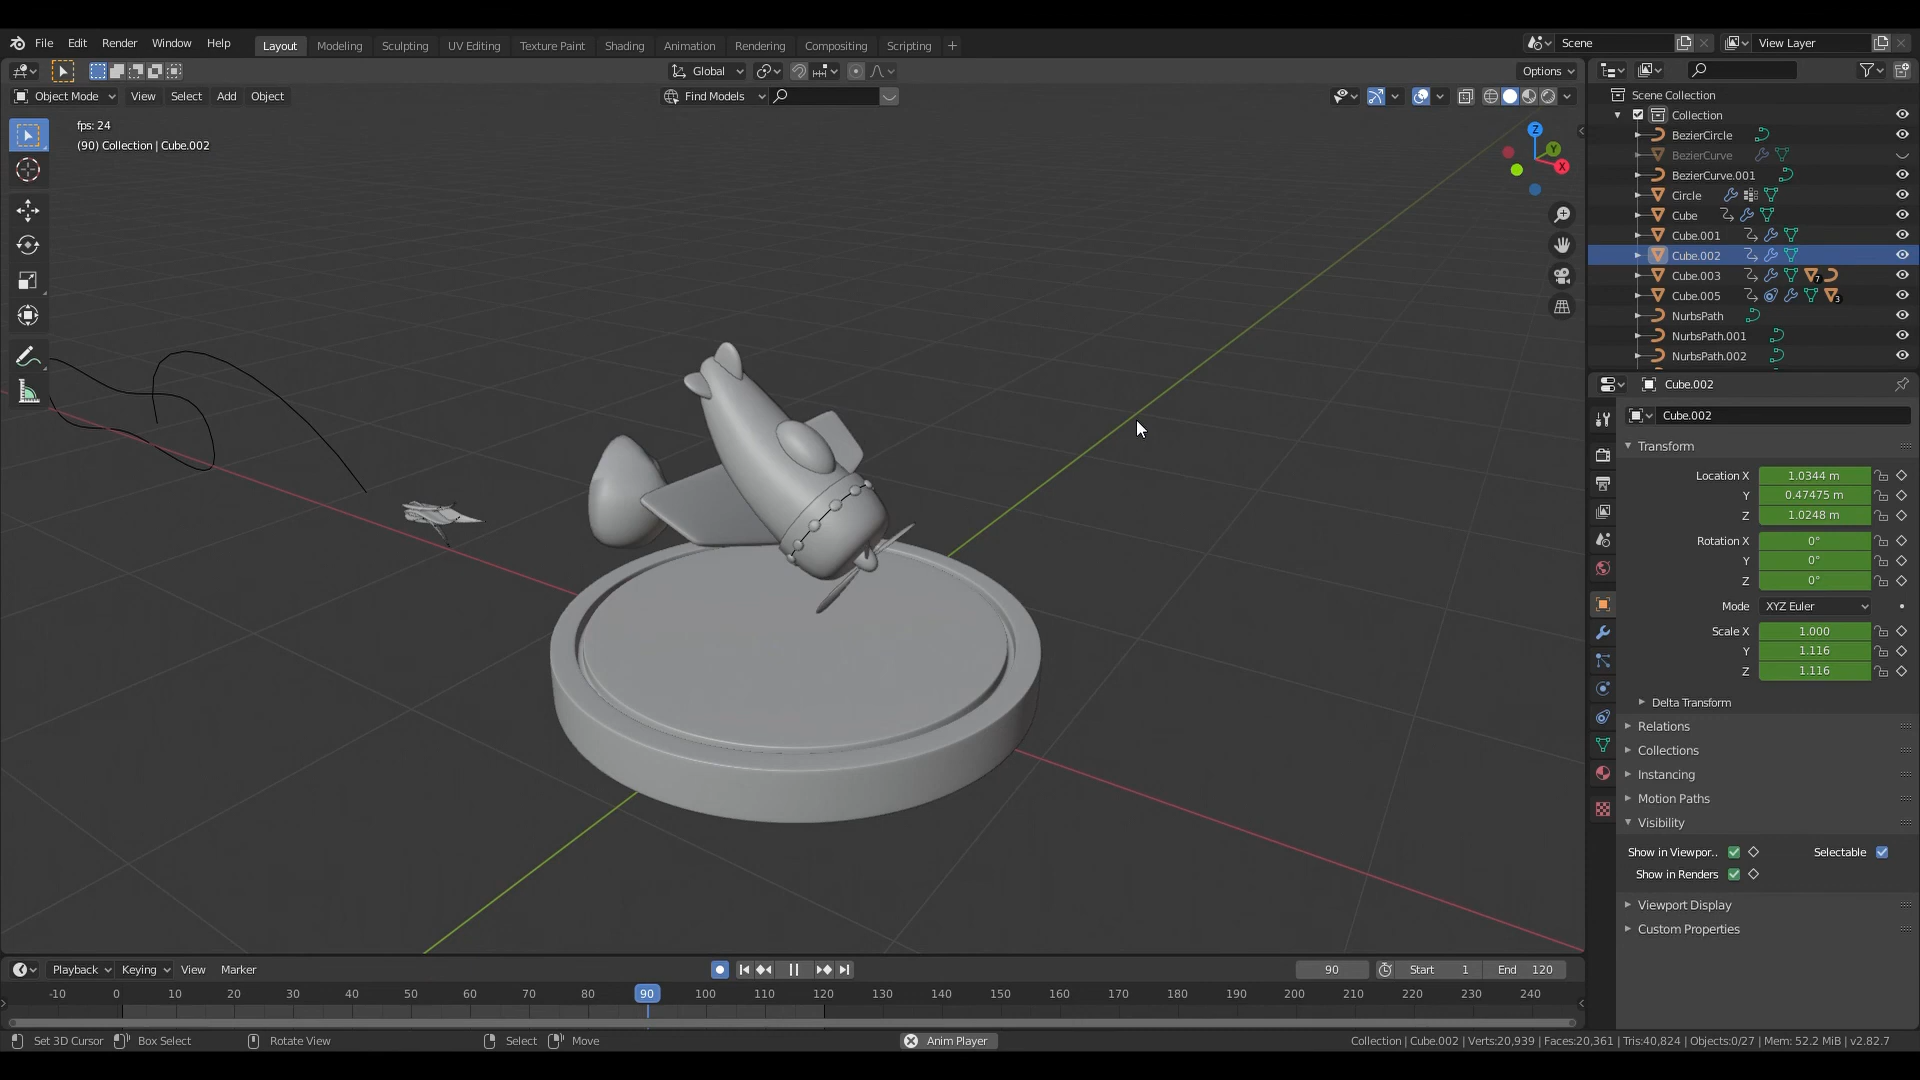 File Edit Render Window Help Layout Modeling Sculpting UV Editing Texture Paint Shading Animation Rendering Compositing Scripting + Scene View Layer
Global Options
Object Mode View Select Add Object Find Models
fps: 24
(90) Collection | Cube.002
Z
Y
X
Scene Collection
Collection
BezierCircle
BezierCurve
BezierCurve.001
Circle
Cube
Cube.001
Cube.002
Cube.003 7
Cube.005 3
NurbsPath
NurbsPath.001
NurbsPath.002
Cube.002
Cube.002
Transform
Location X 1.0344 m
Y 0.47475 m
Z 1.0248 m
Rotation X 0°
Y 0°
Z 0°
Mode XYZ Euler
Scale X 1.000
Y 1.116
Z 1.116
Delta Transform
Relations
Collections
Instancing
Motion Paths
Visibility
Show in Viewpor.. Selectable
Show in Renders
Viewport Display
Custom Properties
Playback Keying View Marker 90 Start 1 End 120
-10 0 10 20 30 40 50 60 70 80 90 100 110 120 130 140 150 160 170 180 190 200 210 220 230 240
Set 3D Cursor Box Select Rotate View Select Move Anim Player Collection | Cube.002 | Verts:20,939 | Faces:20,361 | Tris:40,824 | Objects:0/27 | Mem: 52.2 MiB | v2.82.7